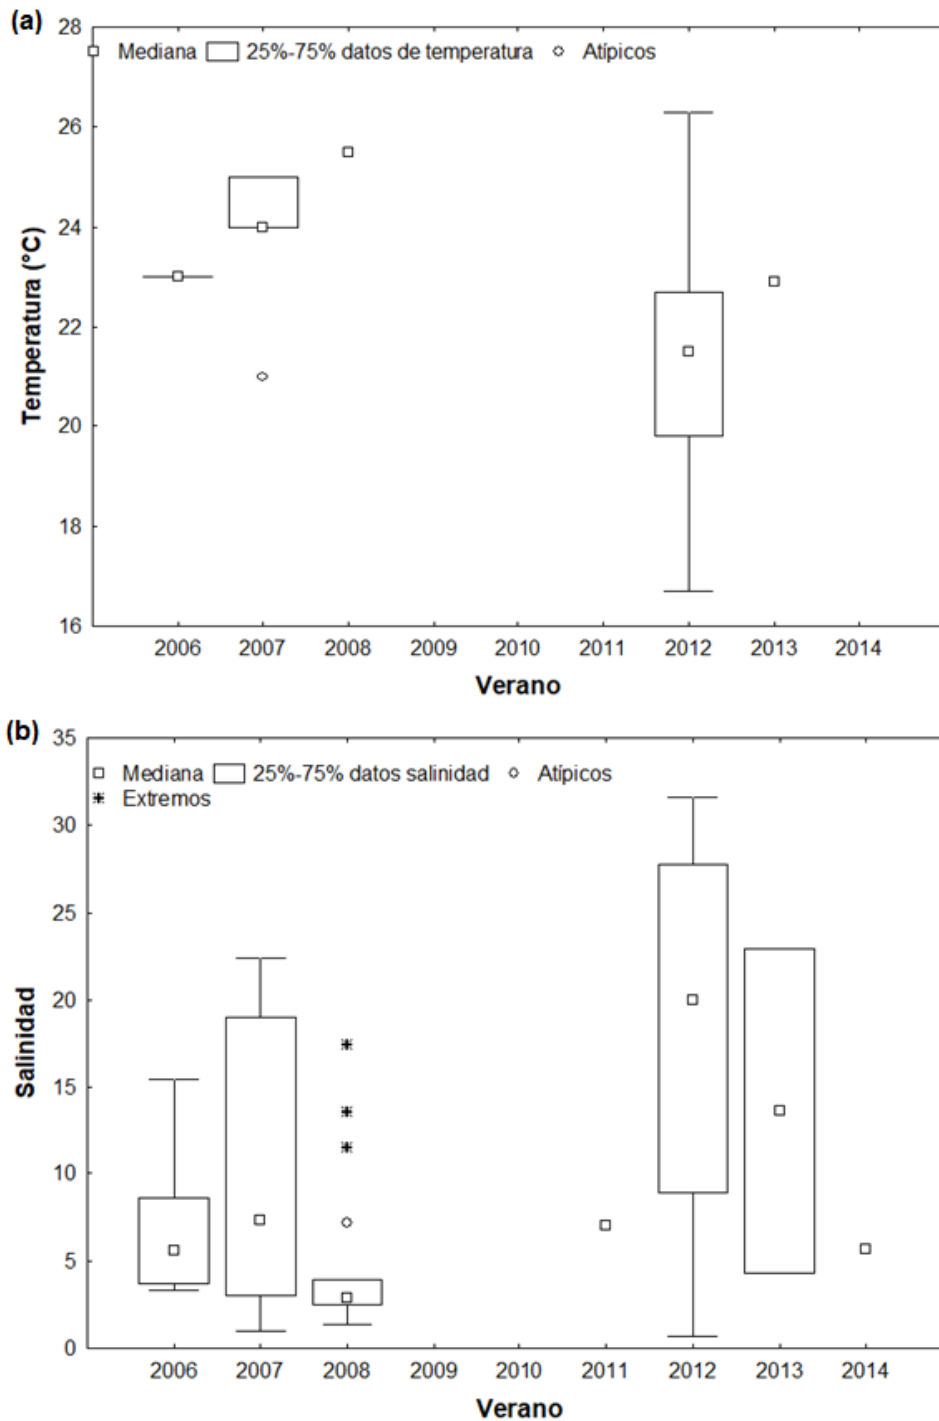 (a)
28
Mediana 25%-75% datos de temperatura Atípicos
26
24
22
20
18
16
Temperatura (°C)
2006 2007 2008 2009 2010 2011 2012 2013 2014
Verano
(b)
35
Mediana 25%-75% datos salinidad Atípicos
Extremos
30
25
20
15
10
5
0
Salinidad
2006 2007 2008 2009 2010 2011 2012 2013 2014
Verano